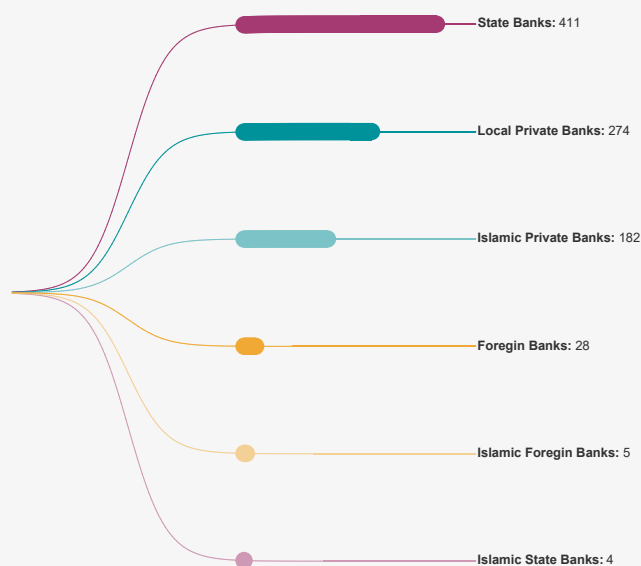 State Banks: 411
Local Private Banks: 274
Islamic Private Banks: 182
Foregin Banks: 28
Islamic Foregin Banks: 5
Islamic State Banks: 4